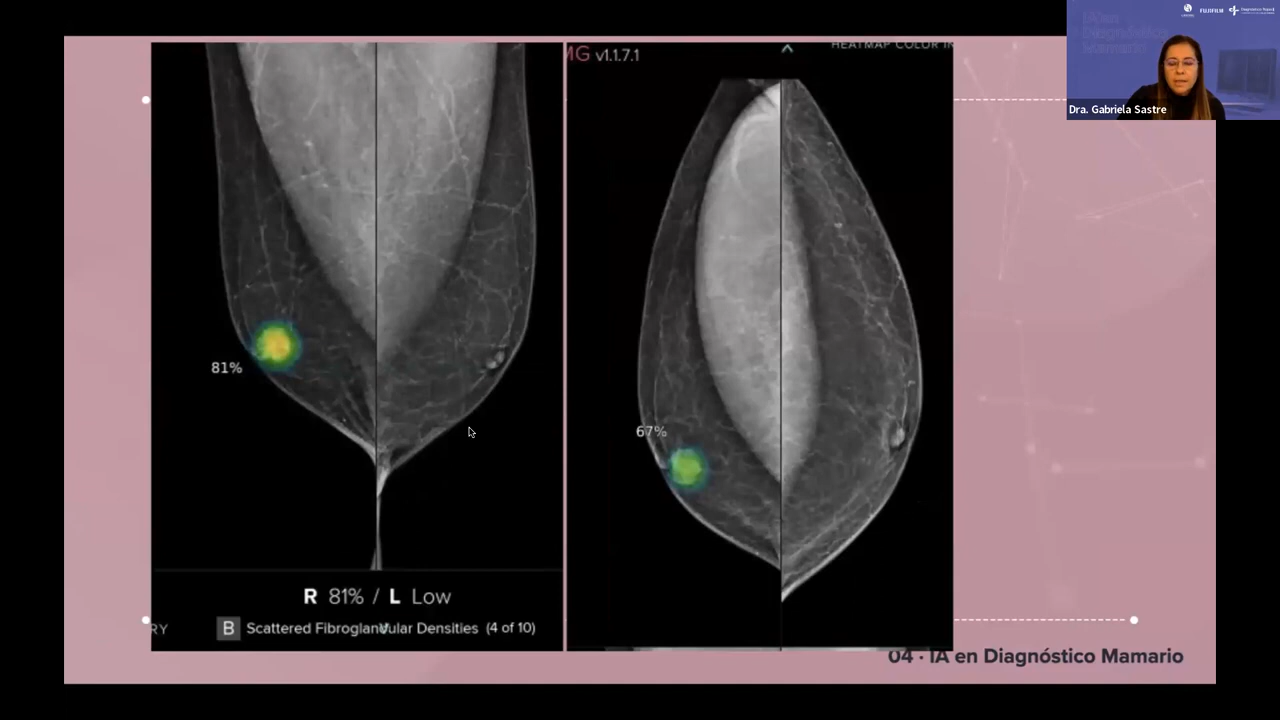 MG v1.1.7.1
HEATMAP COLOR IN
81%
67%
R 81% / L Low
RY
B Scattered Fibroglandular Densities (4 of 10)
04 · IA en Diagnóstico Mamario
FUJIFILM
Dra. Gabriela Sastre